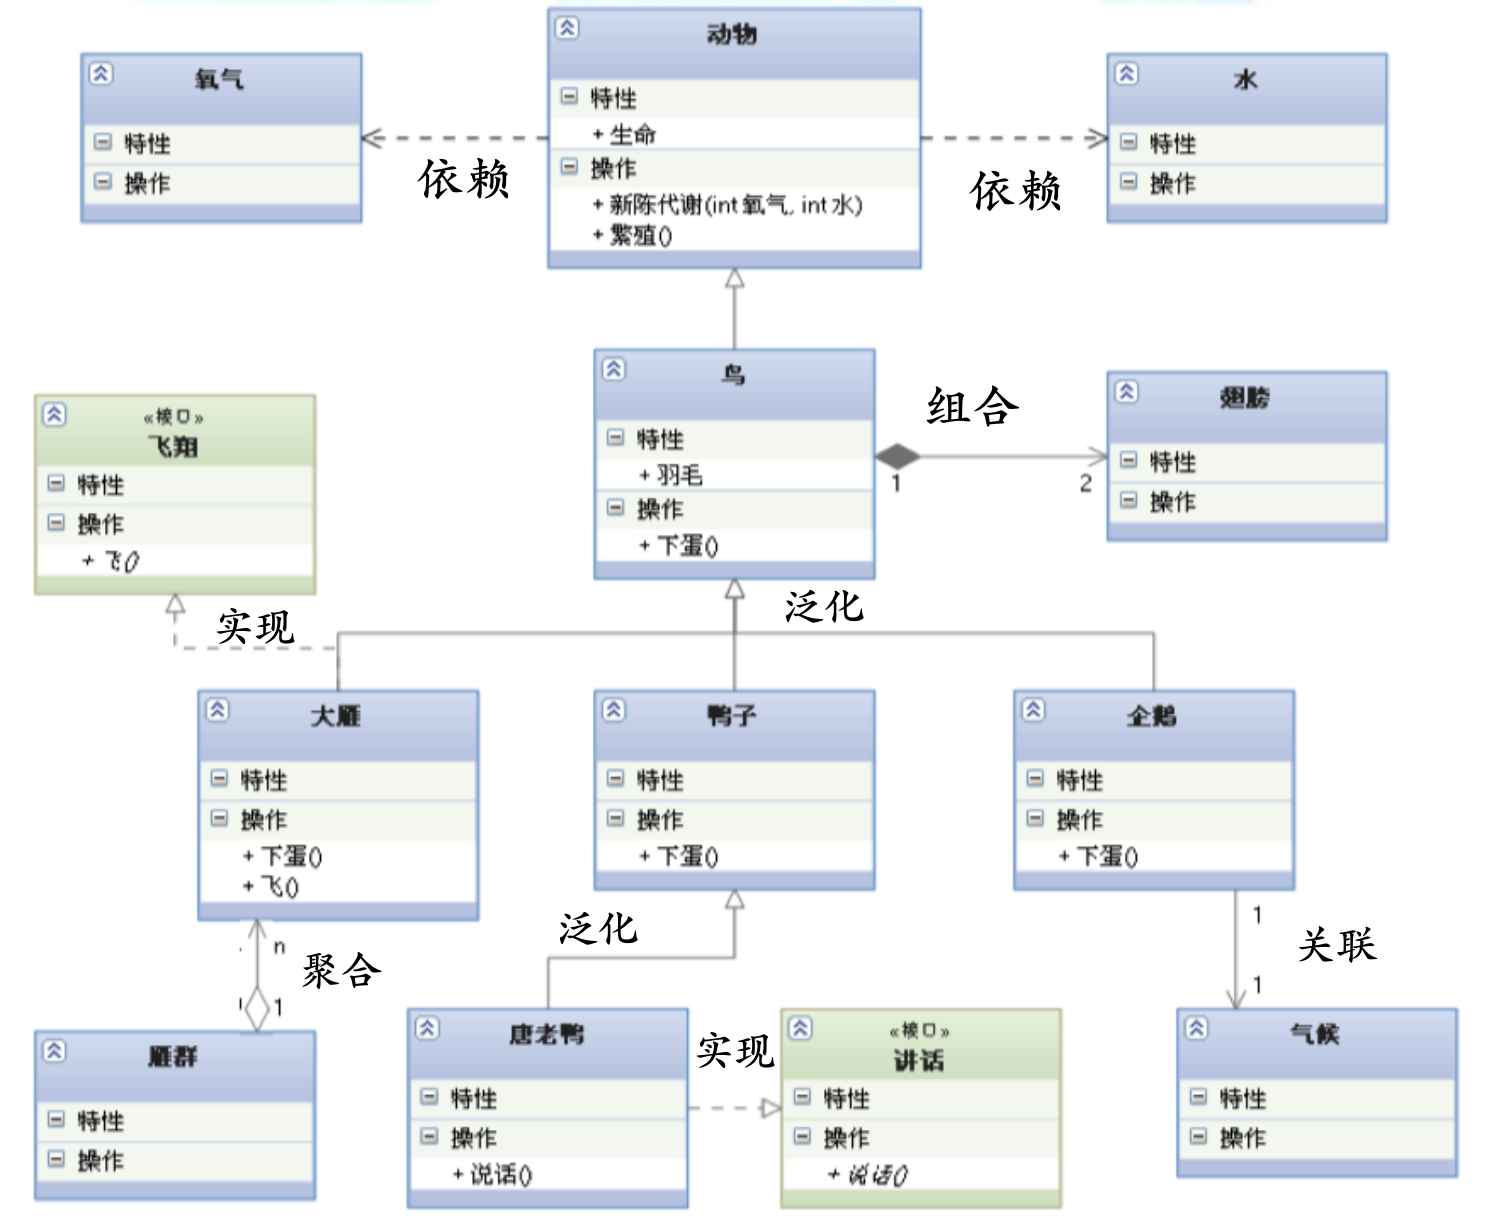 动物
特性
+ 生命
操作
+ 新陈代谢(int 氧气, int 水)
+ 繁殖()
氧气
特性
操作
依赖
水
特性
操作
依赖
鸟
特性
+ 羽毛
操作
+ 下蛋()
组合
1
2
翅膀
特性
操作
«接口»
飞翔
特性
操作
+ 飞()
实现
泛化
大雁
特性
操作
+ 下蛋()
+ 飞()
鸭子
特性
操作
+ 下蛋()
企鹅
特性
操作
+ 下蛋()
n
聚合
1
泛化
1
关联
1
雁群
特性
操作
唐老鸭
特性
操作
+ 说话()
实现
«接口»
讲话
特性
操作
+ 说话()
气候
特性
操作